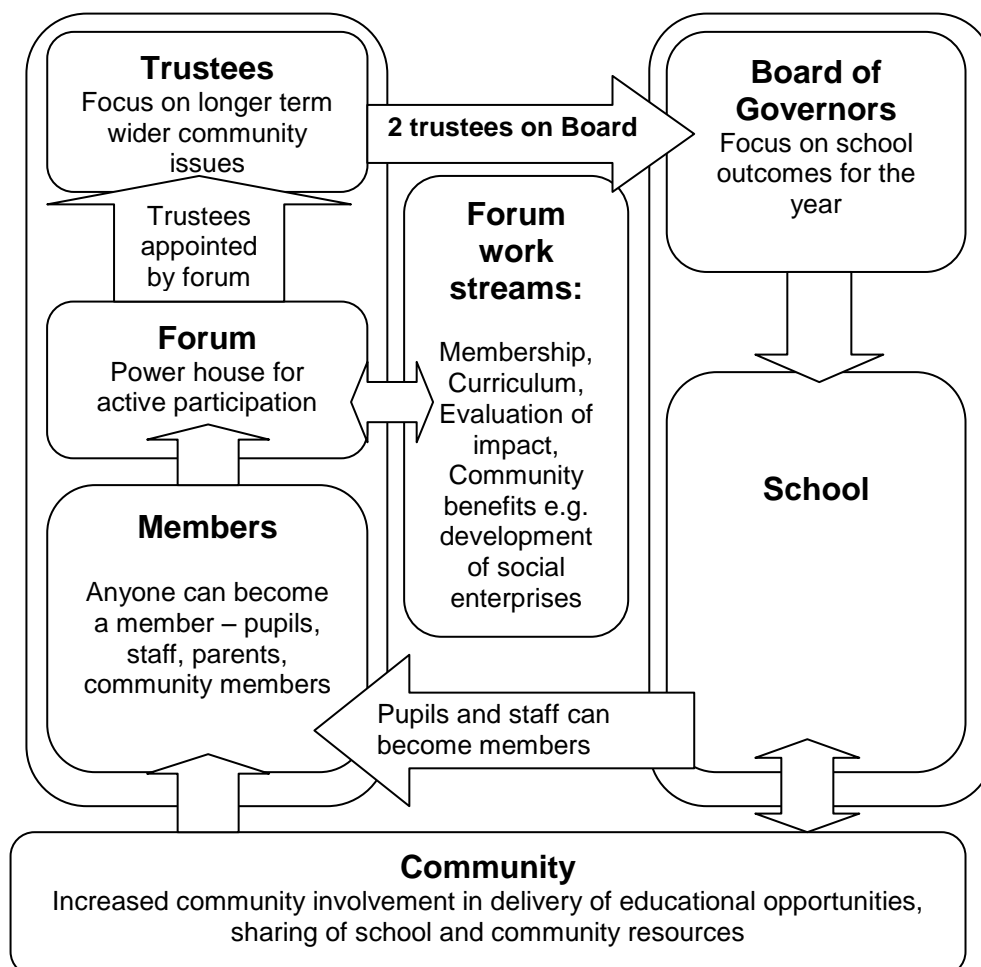 Trustees
Focus on longer term
wider community
issues
2 trustees on Board
Board of
Governors
Focus on school
outcomes for the
year
Trustees
appointed
by forum
Forum
work
streams:
Membership,
Curriculum,
Evaluation of
impact,
Community
benefits e.g.
development
of social
enterprises
Forum
Power house for
active participation
School
Members
Anyone can become
a member – pupils,
staff, parents,
community members
Pupils and staff can
become members
Community
Increased community involvement in delivery of educational opportunities,
sharing of school and community resources